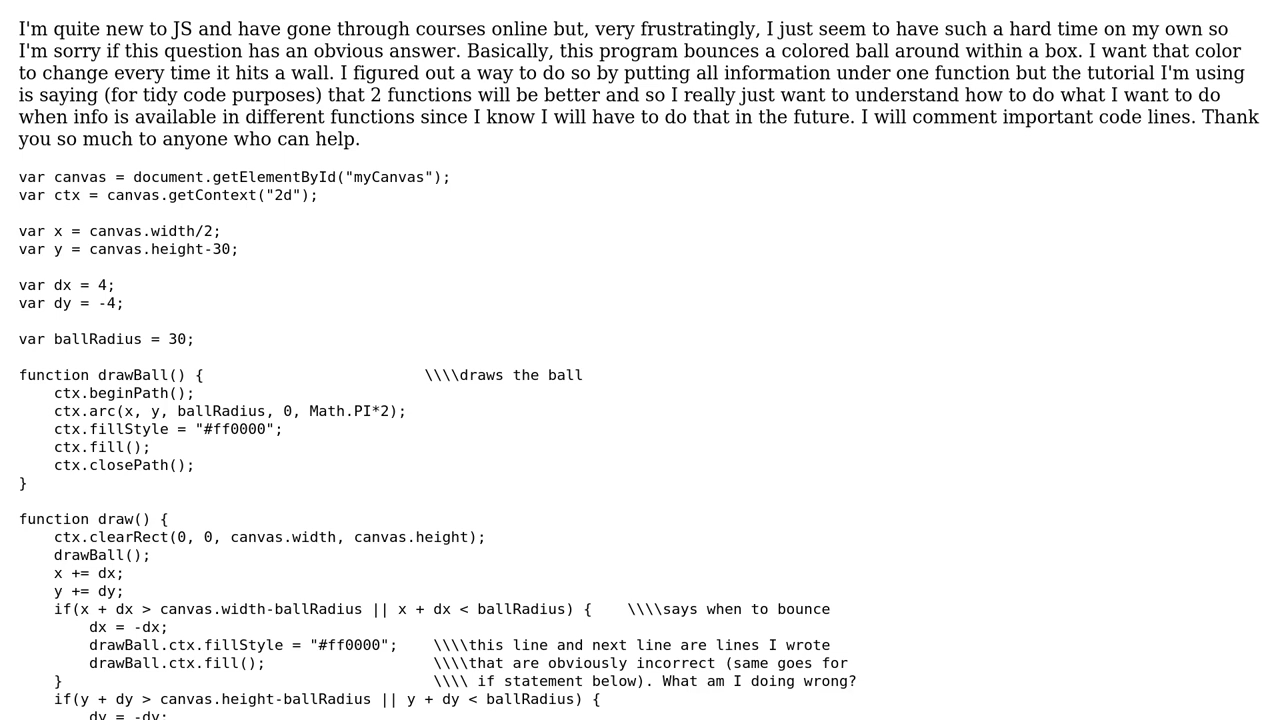 I'm quite new to JS and have gone through courses online but, very frustratingly, I just seem to have such a hard time on my own so
I'm sorry if this question has an obvious answer. Basically, this program bounces a colored ball around within a box. I want that color
to change every time it hits a wall. I figured out a way to do so by putting all information under one function but the tutorial I'm using
is saying (for tidy code purposes) that 2 functions will be better and so I really just want to understand how to do what I want to do
when info is available in different functions since I know I will have to do that in the future. I will comment important code lines. Thank
you so much to anyone who can help.
var canvas = document.getElementById("myCanvas");
var ctx = canvas.getContext("2d");
var x = canvas.width/2;
var y = canvas.height-30;
var dx = 4;
var dy = -4;
var ballRadius = 30;
function drawBall() {                         \\\\draws the ball
    ctx.beginPath();
    ctx.arc(x, y, ballRadius, 0, Math.PI*2);
    ctx.fillStyle = "#ff0000";
    ctx.fill();
    ctx.closePath();
}
function draw() {
    ctx.clearRect(0, 0, canvas.width, canvas.height);
    drawBall();
    x += dx;
    y += dy;
    if(x + dx > canvas.width-ballRadius || x + dx < ballRadius) {    \\\\says when to bounce
        dx = -dx;
        drawBall.ctx.fillStyle = "#ff0000";    \\\\this line and next line are lines I wrote
        drawBall.ctx.fill();                   \\\\that are obviously incorrect (same goes for
    }                                          \\\\ if statement below). What am I doing wrong?
    if(y + dy > canvas.height-ballRadius || y + dy < ballRadius) {
        dy = -dy;